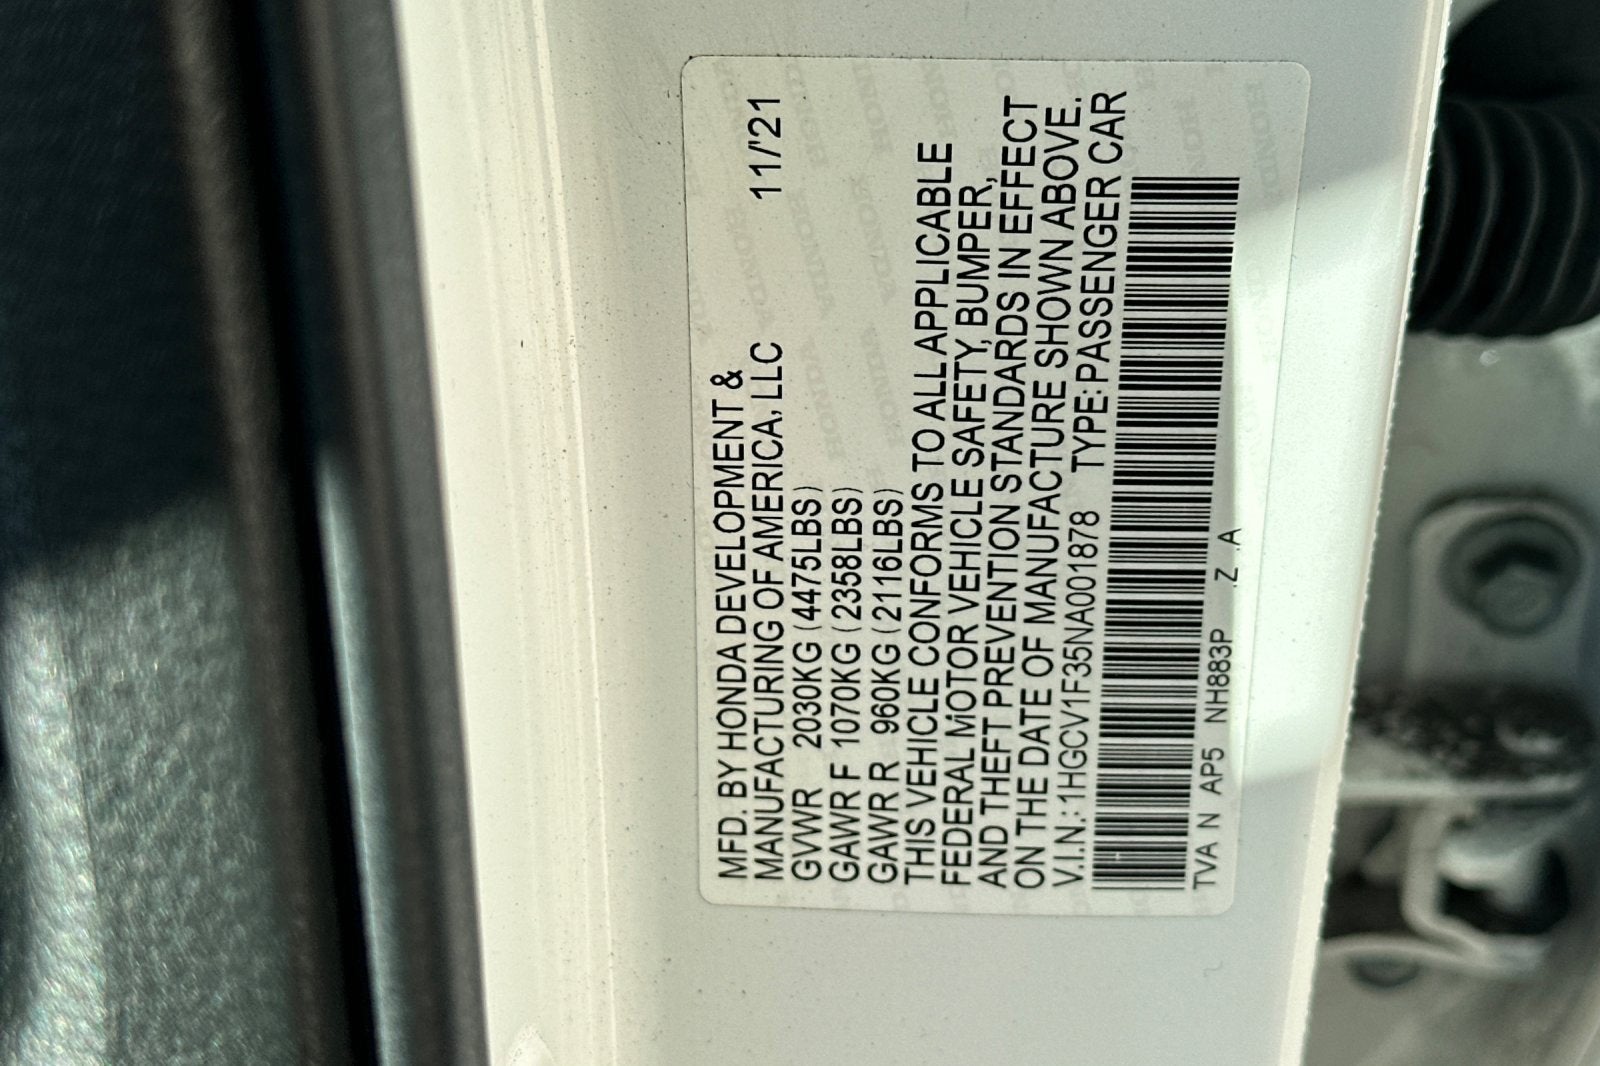 MFD. BY HONDA DEVELOPMENT &
MANUFACTURING OF AMERICA, LLC 11/'21
GVWR 2030KG (4475LBS)
GAWR F 1070KG (2358LBS)
GAWR R 960KG (2116LBS)
THIS VEHICLE CONFORMS TO ALL APPLICABLE
FEDERAL MOTOR VEHICLE SAFETY, BUMPER,
AND THEFT PREVENTION STANDARDS IN EFFECT
ON THE DATE OF MANUFACTURE SHOWN ABOVE.
V.I.N.: 1HGCV1F35NA001878 TYPE: PASSENGER CAR
TVA N AP5 NH883P Z A